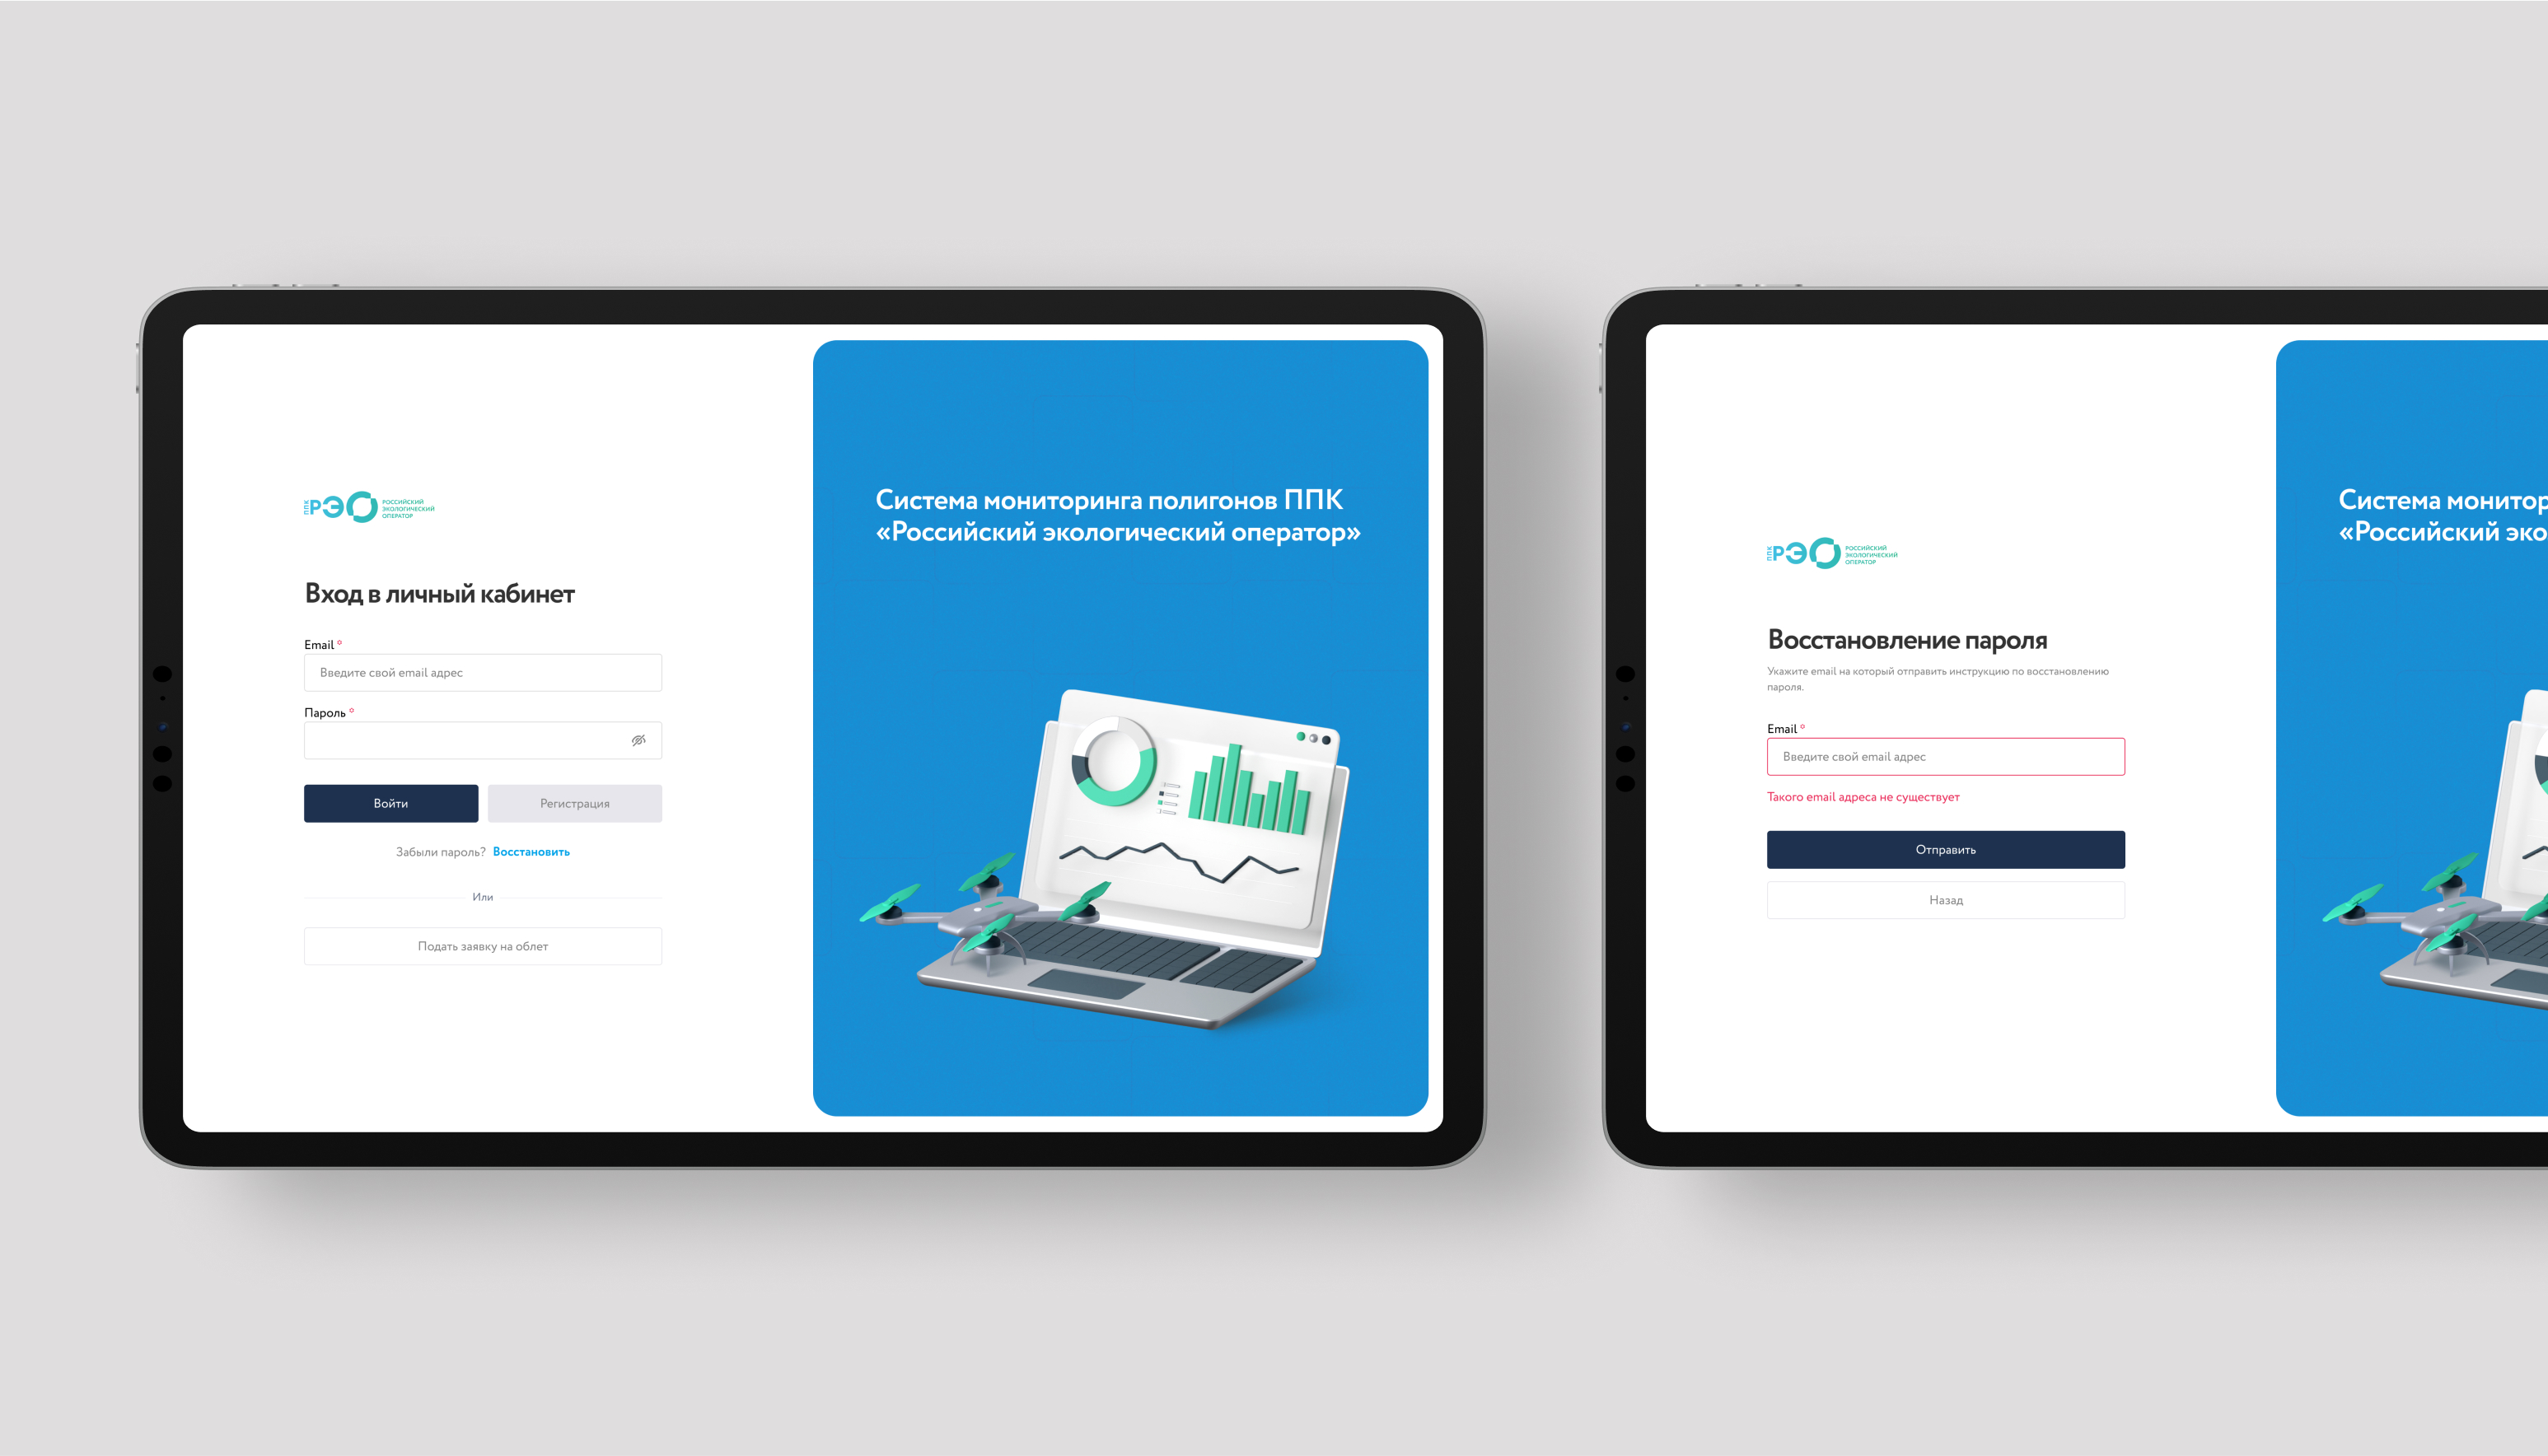 ППК РЭО РОССИЙСКИЙ
ЭКОЛОГИЧЕСКИЙ
ОПЕРАТОР
Вход в личный кабинет
Email *
Введите свой email адрес
Пароль *
Войти
Регистрация
Забыли пароль? Восстановить
Или
Подать заявку на облет
Система мониторинга полигонов ППК
«Российский экологический оператор»
ППК РЭО РОССИЙСКИЙ
ЭКОЛОГИЧЕСКИЙ
ОПЕРАТОР
Восстановление пароля
Укажите email на который отправить инструкцию по восстановлению
пароля.
Email *
Введите свой email адрес
Такого email адреса не существует
Отправить
Назад
Система монитор
«Российский эко